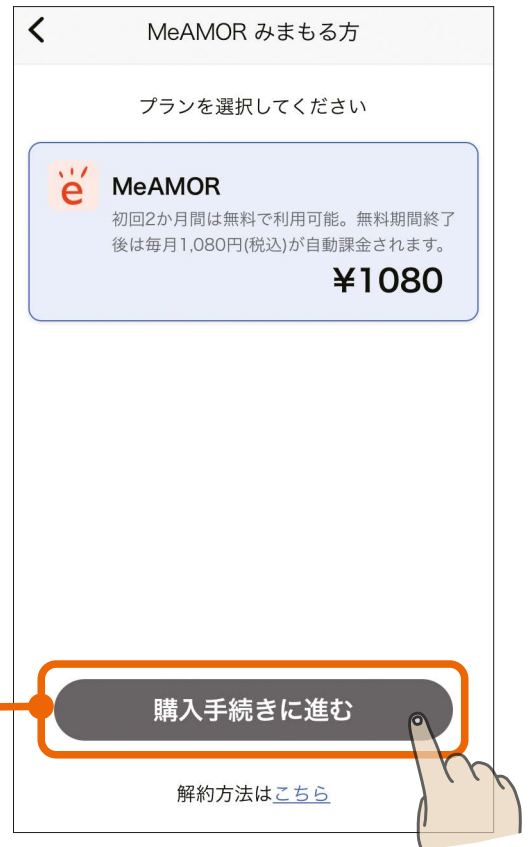 MeAMOR みまもる方
プランを選択してください
MeAMOR
初回2か月間は無料で利用可能。無料期間終了
後は毎月1,080円(税込)が自動課金されます。
¥1080
購入手続きに進む
解約方法はこちら